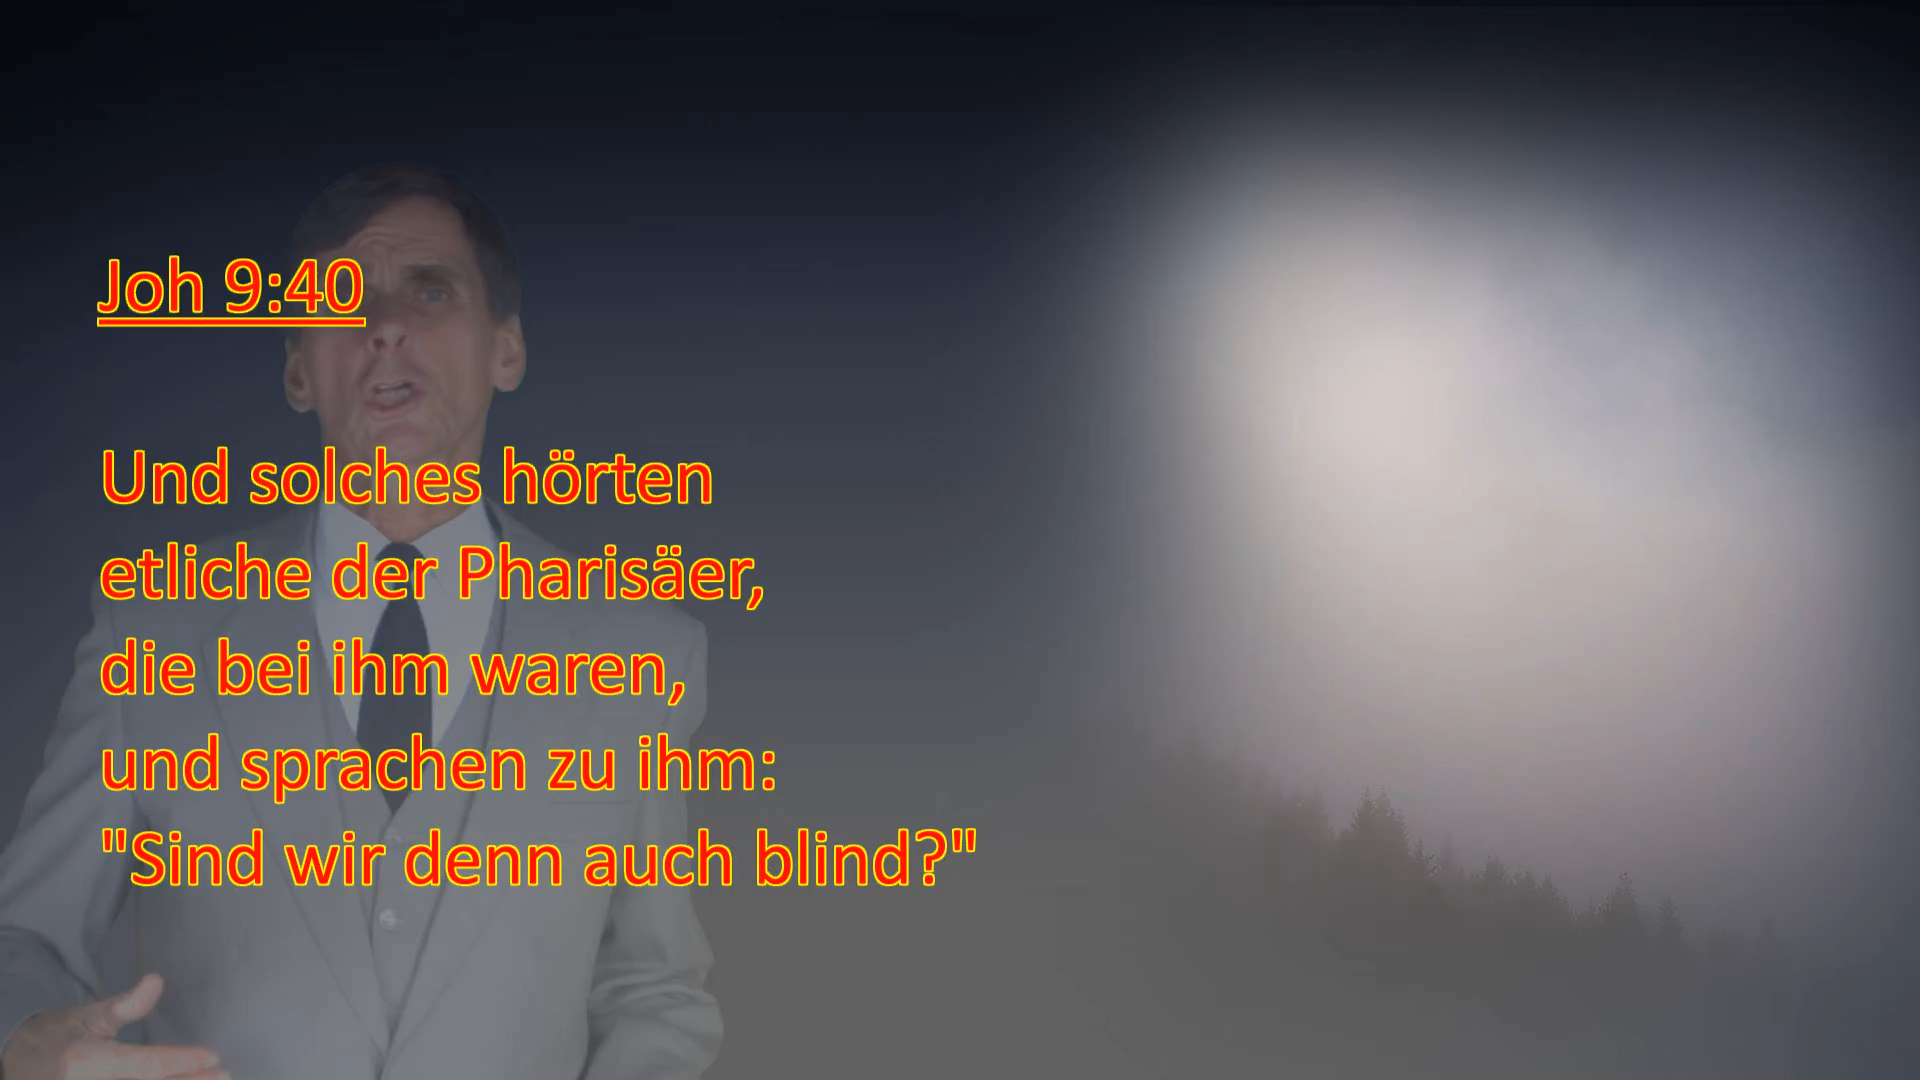 Joh 9:40
Und solches hörten
etliche der Pharisäer,
die bei ihm waren,
und sprachen zu ihm:
"Sind wir denn auch blind?"